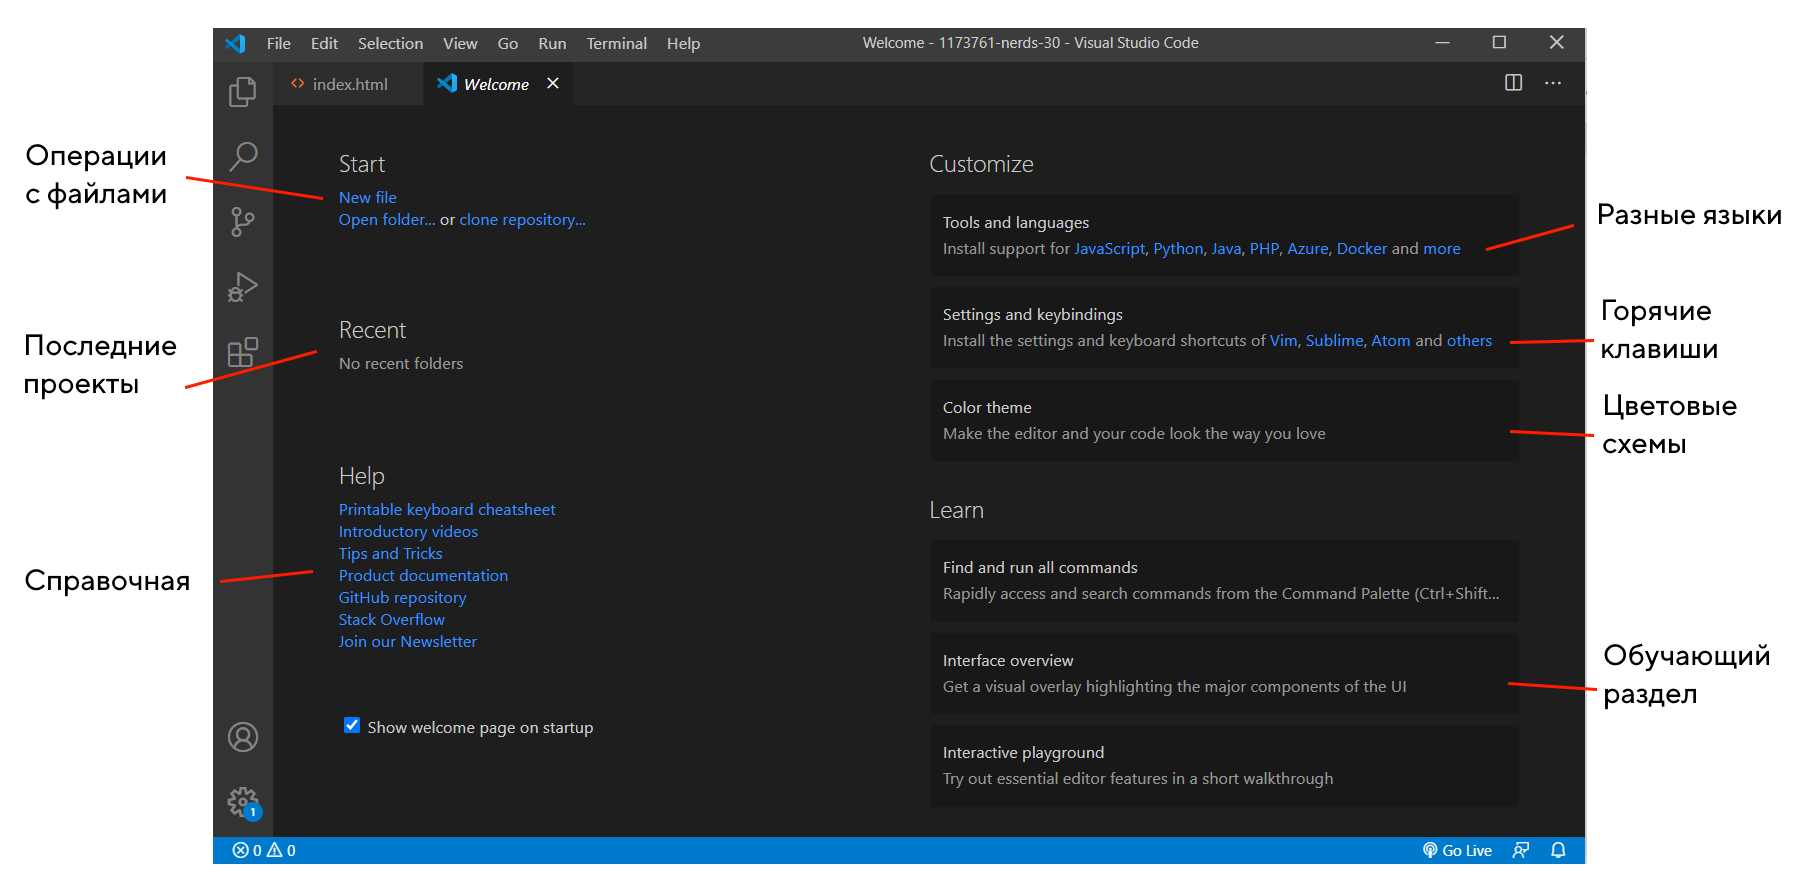 File Edit Selection View Go Run Terminal Help Welcome - 1173761-nerds-30 - Visual Studio Code
index.html Welcome
Операции
с файлами
Последние
проекты
Справочная
Start
New file
Open folder... or clone repository...
Recent
No recent folders
Help
Printable keyboard cheatsheet
Introductory videos
Tips and Tricks
Product documentation
GitHub repository
Stack Overflow
Join our Newsletter
Show welcome page on startup
Customize
Tools and languages
Install support for JavaScript, Python, Java, PHP, Azure, Docker and more
Settings and keybindings
Install the settings and keyboard shortcuts of Vim, Sublime, Atom and others
Color theme
Make the editor and your code look the way you love
Learn
Find and run all commands
Rapidly access and search commands from the Command Palette (Ctrl+Shift...
Interface overview
Get a visual overlay highlighting the major components of the UI
Interactive playground
Try out essential editor features in a short walkthrough
Разные языки
Горячие
клавиши
Цветовые
схемы
Обучающий
раздел
1
0 0
Go Live